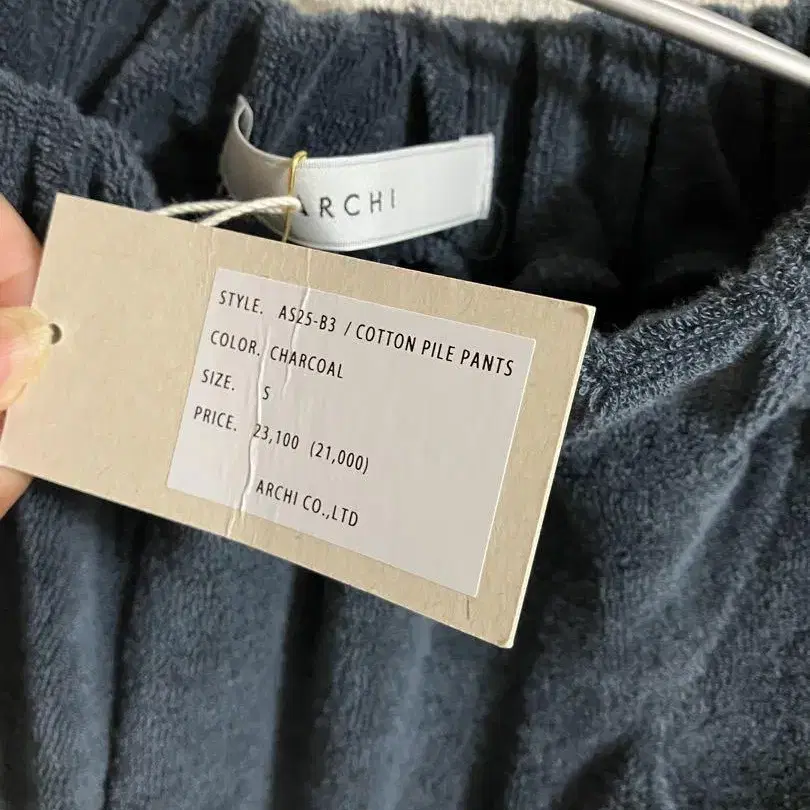 ARCHI
STYLE. AS25-B3 / COTTON PILE PANTS
COLOR. CHARCOAL
SIZE. S
PRICE. 23,100 (21,000)
ARCHI CO.,LTD